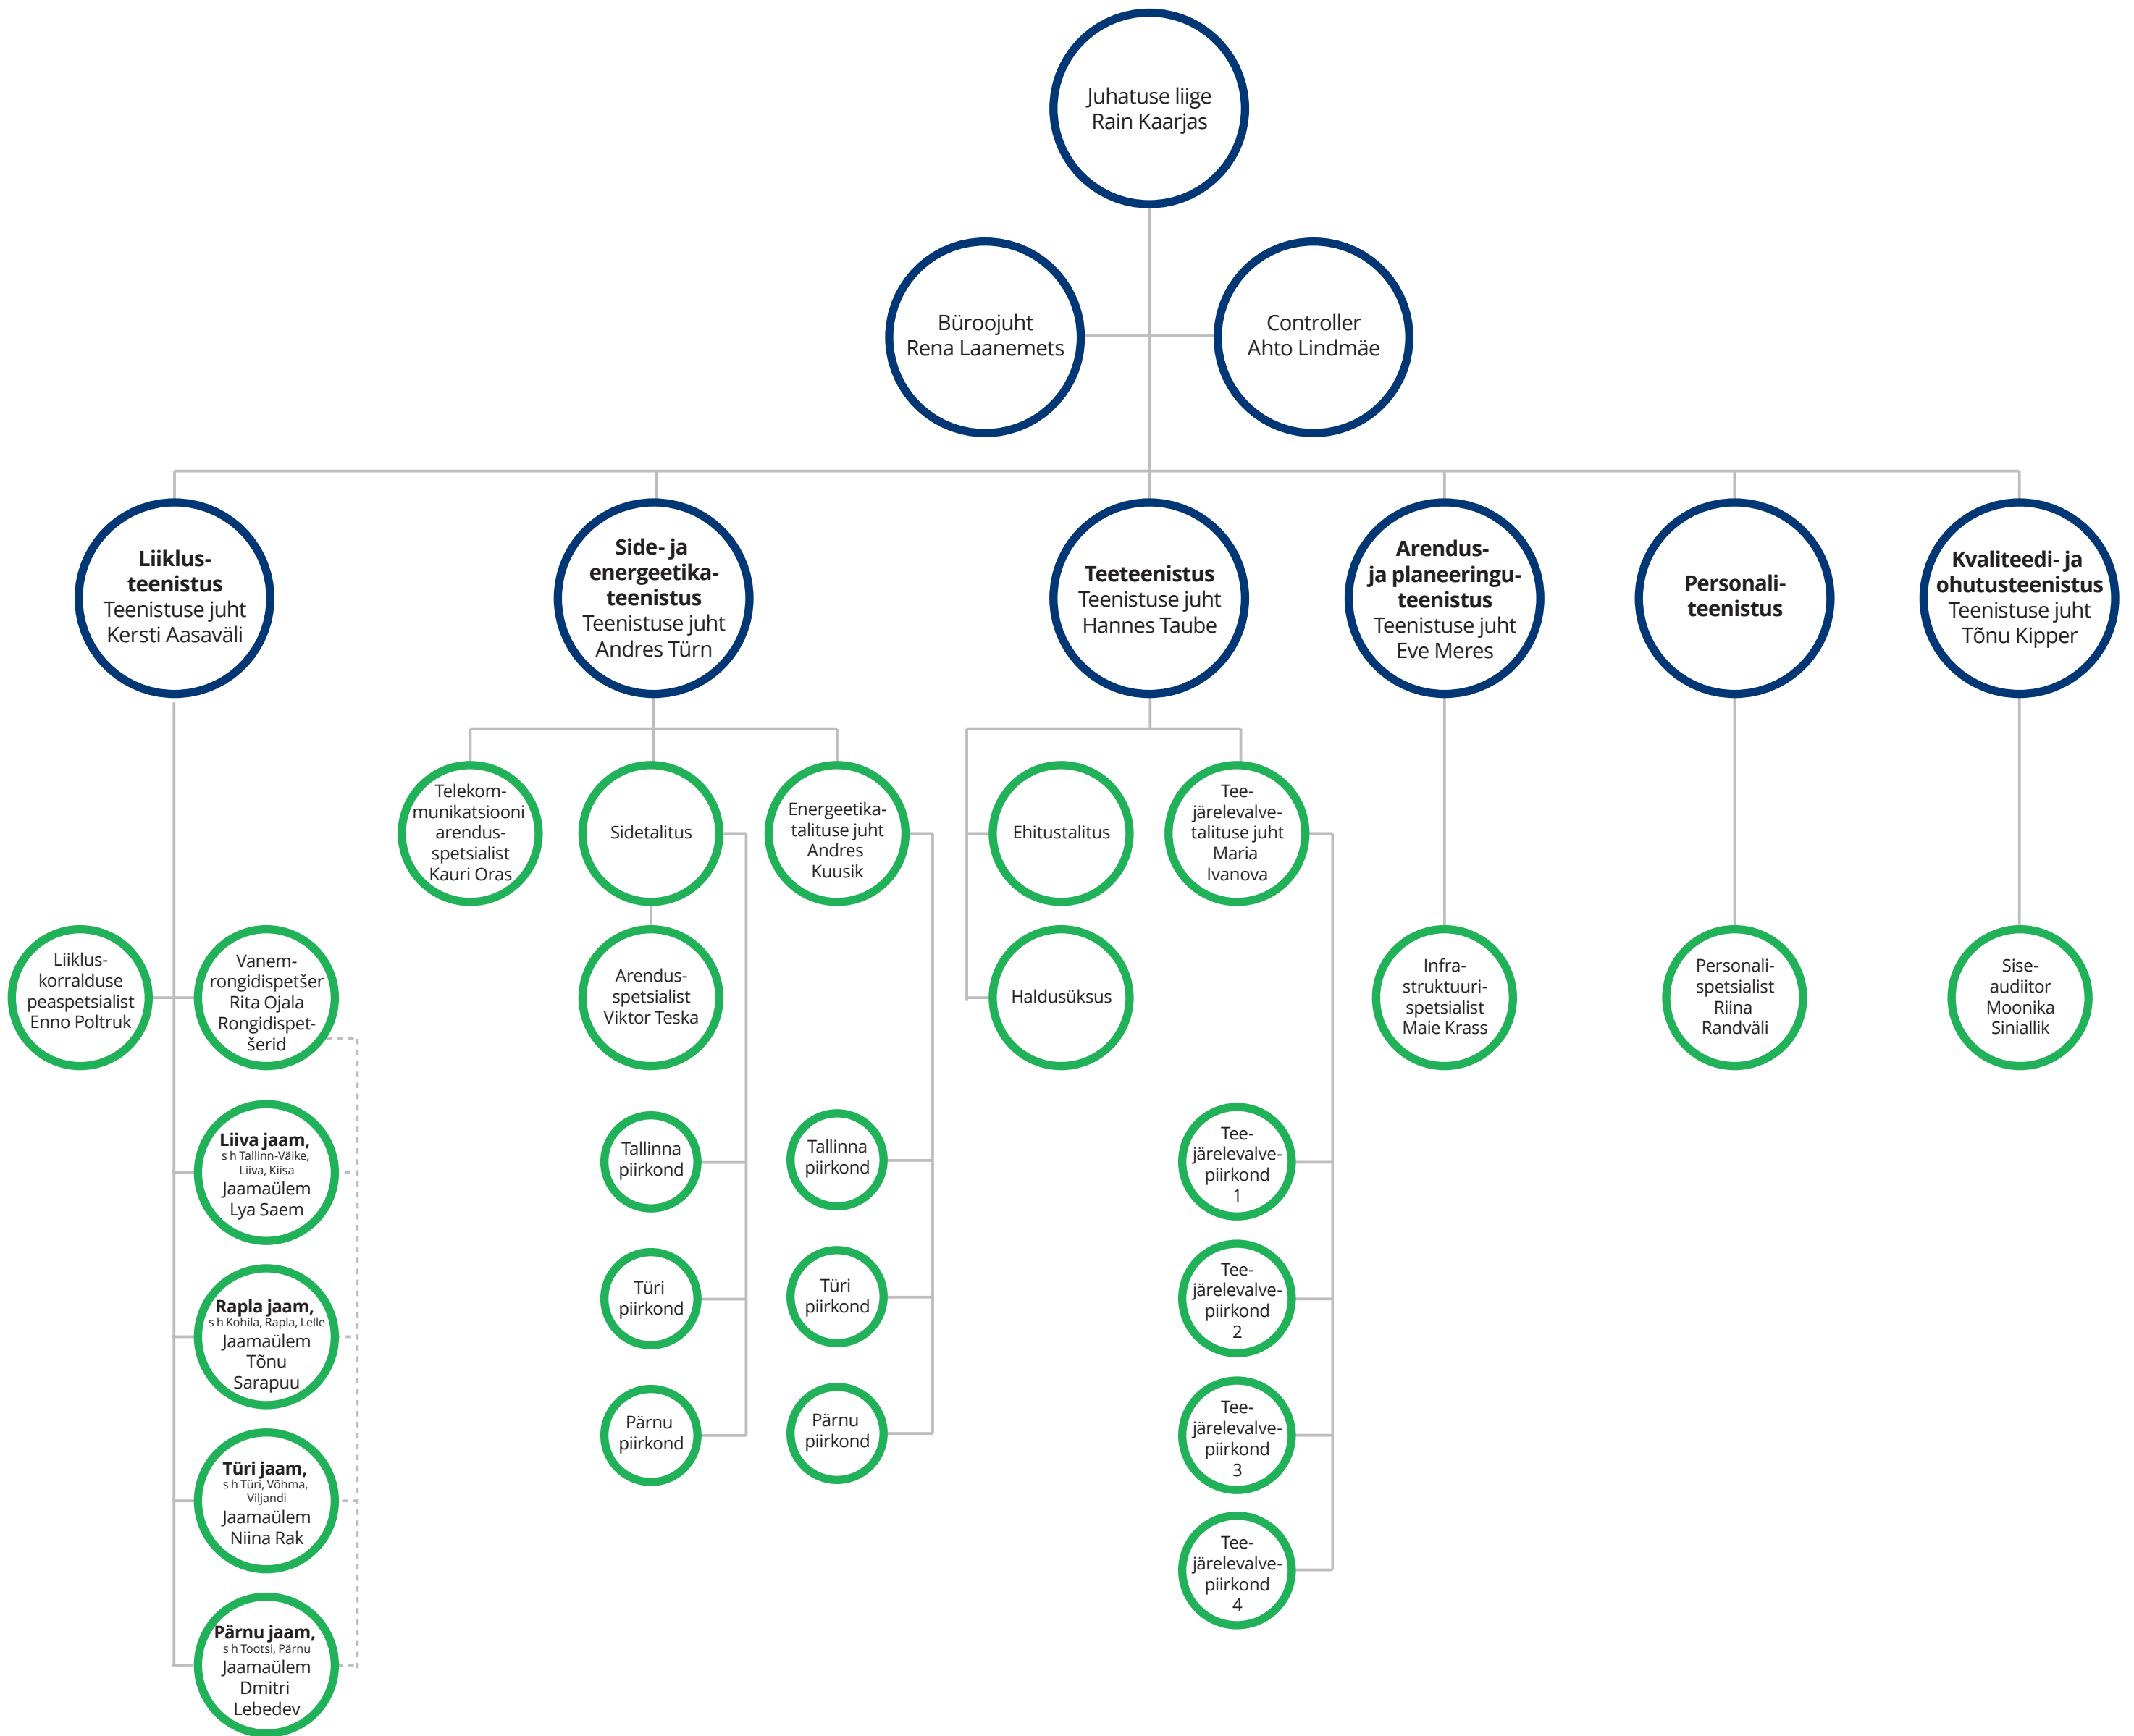 Juhatuse liige
Rain Kaarjas
Büroojuht
Rena Laanemets
Controller
Ahto Lindmäe
Liiklus-
teenistus
Teenistuse juht
Kersti Aasaväli
Side- ja
energeetika-
teenistus
Teenistuse juht
Andres Türn
Teeteenistus
Teenistuse juht
Hannes Taube
Arendus-
ja planeeringu-
teenistus
Teenistuse juht
Eve Meres
Personali-
teenistus
Kvaliteedi- ja
ohutusteenistus
Teenistuse juht
Tõnu Kipper
Telekom-
munikatsiooni
arendus-
spetsialist
Kauri Oras
Sidetalitus
Energeetika-
talituse juht
Andres
Kuusik
Ehitustalitus
Tee-
järelevalve-
talituse juht
Maria
Ivanova
Liiklus-
korralduse
peaspetsialist
Enno Poltruk
Vanem-
rongidispetšer
Rita Ojala
Rongidispet-
šerid
Arendus-
spetsialist
Viktor Teska
Haldusüksus
Infra-
struktuuri-
spetsialist
Maie Krass
Personali-
spetsialist
Riina
Randväli
Sise-
audiitor
Moonika
Siniallik
Liiva jaam,
s h Tallinn-Väike,
Liiva, Kiisa
Jaamaülem
Lya Saem
Tallinna
piirkond
Tallinna
piirkond
Tee-
järelevalve-
piirkond
1
Rapla jaam,
s h Kohila, Rapla, Lelle
Jaamaülem
Tõnu
Sarapuu
Türi
piirkond
Türi
piirkond
Tee-
järelevalve-
piirkond
2
Türi jaam,
s h Türi, Võhma,
Viljandi
Jaamaülem
Niina Rak
Pärnu
piirkond
Pärnu
piirkond
Tee-
järelevalve-
piirkond
3
Pärnu jaam,
s h Tootsi, Pärnu
Jaamaülem
Dmitri
Lebedev
Tee-
järelevalve-
piirkond
4